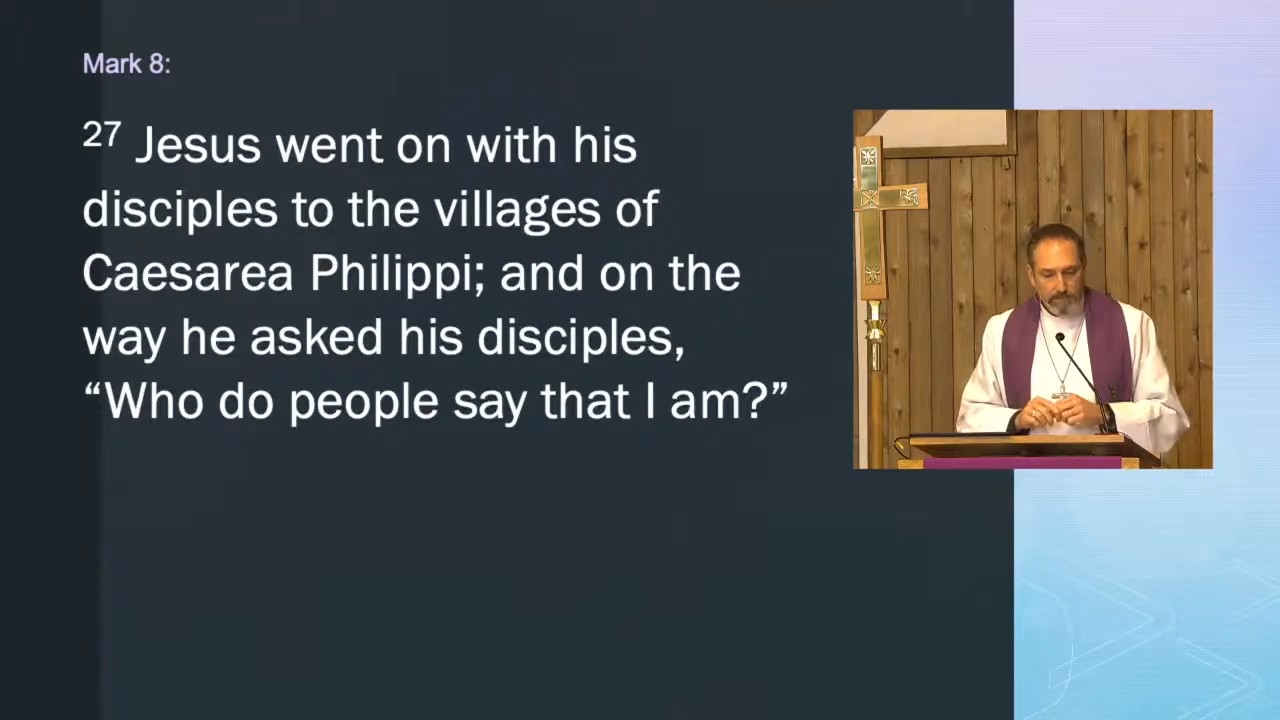 Mark 8:
27 Jesus went on with his
disciples to the villages of
Caesarea Philippi; and on the
way he asked his disciples,
“Who do people say that I am?”